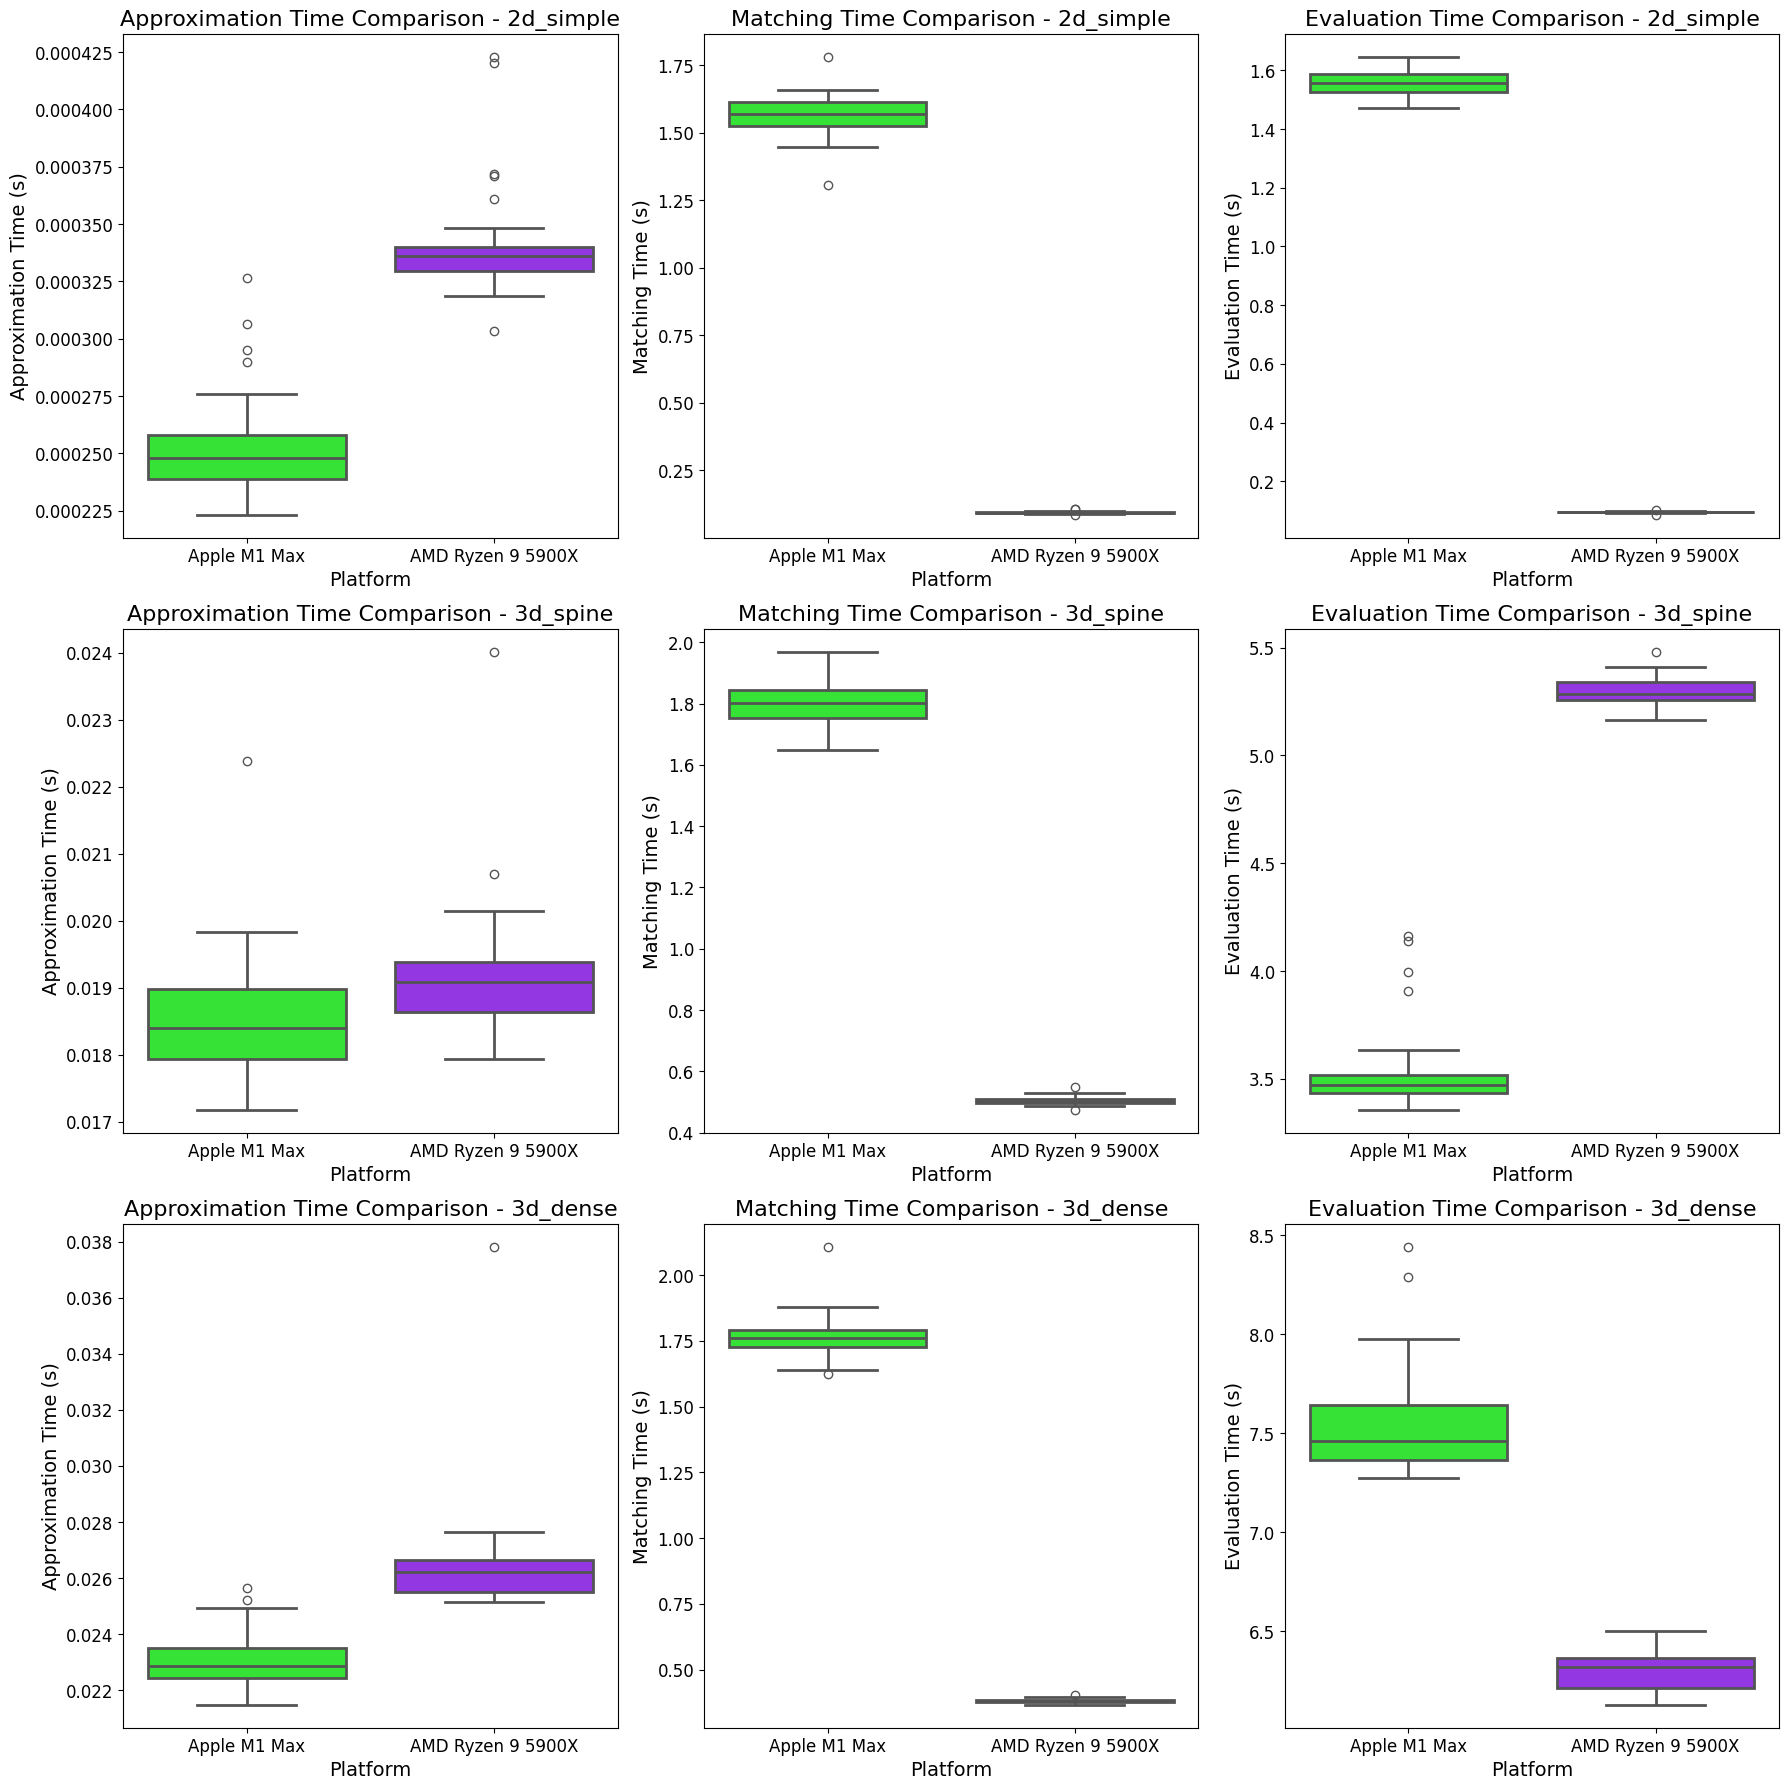 Approximation Time Comparison - 2d_simple
Approximation Time (s)
0.000425
0.000400
0.000375
0.000350
0.000325
0.000300
0.000275
0.000250
0.000225
Apple M1 Max
AMD Ryzen 9 5900X
Platform
Matching Time Comparison - 2d_simple
Matching Time (s)
1.75
1.50
1.25
1.00
0.75
0.50
0.25
Apple M1 Max
AMD Ryzen 9 5900X
Platform
Evaluation Time Comparison - 2d_simple
Evaluation Time (s)
1.6
1.4
1.2
1.0
0.8
0.6
0.4
0.2
Apple M1 Max
AMD Ryzen 9 5900X
Platform
Approximation Time Comparison - 3d_spine
Approximation Time (s)
0.024
0.023
0.022
0.021
0.020
0.019
0.018
0.017
Apple M1 Max
AMD Ryzen 9 5900X
Platform
Matching Time Comparison - 3d_spine
Matching Time (s)
2.0
1.8
1.6
1.4
1.2
1.0
0.8
0.6
0.4
Apple M1 Max
AMD Ryzen 9 5900X
Platform
Evaluation Time Comparison - 3d_spine
Evaluation Time (s)
5.5
5.0
4.5
4.0
3.5
Apple M1 Max
AMD Ryzen 9 5900X
Platform
Approximation Time Comparison - 3d_dense
Approximation Time (s)
0.038
0.036
0.034
0.032
0.030
0.028
0.026
0.024
0.022
Apple M1 Max
AMD Ryzen 9 5900X
Platform
Matching Time Comparison - 3d_dense
Matching Time (s)
2.00
1.75
1.50
1.25
1.00
0.75
0.50
Apple M1 Max
AMD Ryzen 9 5900X
Platform
Evaluation Time Comparison - 3d_dense
Evaluation Time (s)
8.5
8.0
7.5
7.0
6.5
Apple M1 Max
AMD Ryzen 9 5900X
Platform